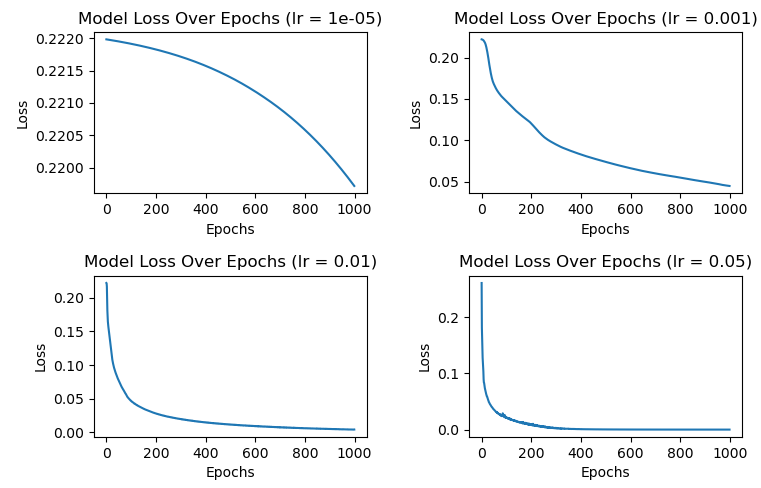 Model Loss Over Epochs (lr = 1e-05)
0.2220
0.2215
0.2210
0.2205
0.2200
Loss
0 200 400 600 800 1000
Epochs
Model Loss Over Epochs (lr = 0.001)
0.20
0.15
0.10
0.05
Loss
0 200 400 600 800 1000
Epochs
Model Loss Over Epochs (lr = 0.01)
0.20
0.15
0.10
0.05
0.00
Loss
0 200 400 600 800 1000
Epochs
Model Loss Over Epochs (lr = 0.05)
0.2
0.1
0.0
Loss
0 200 400 600 800 1000
Epochs